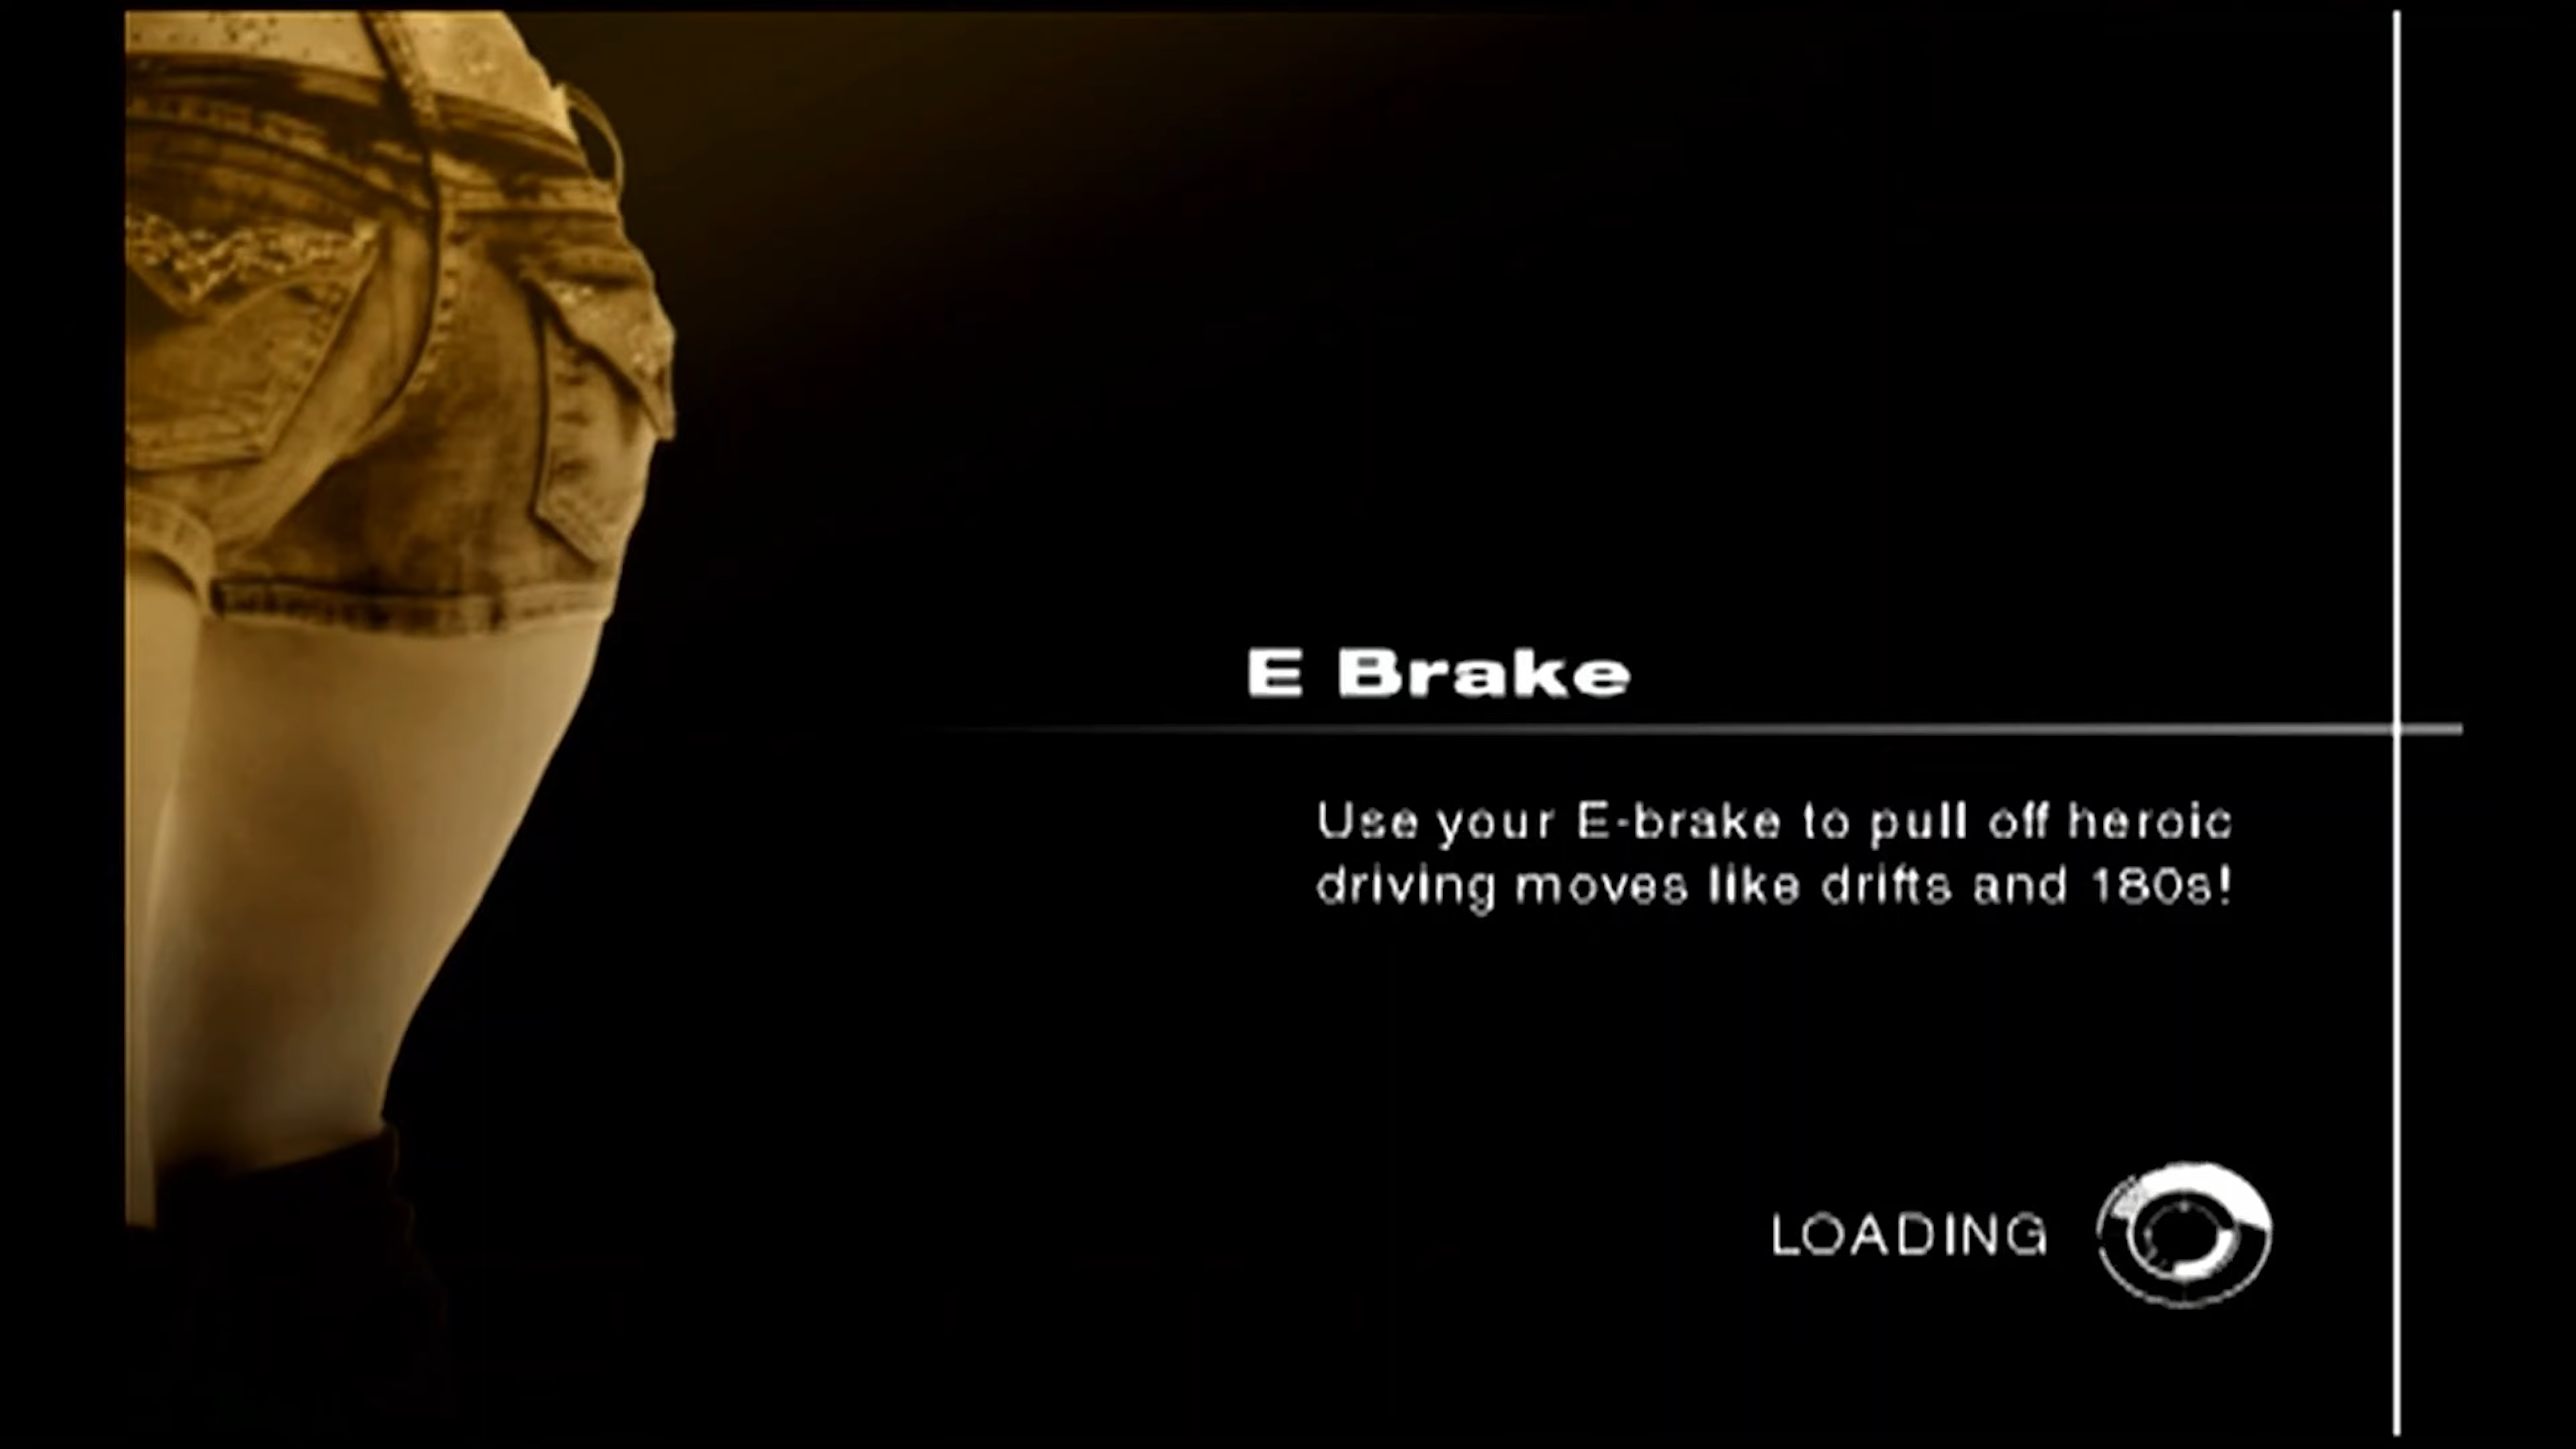 E Brake
Use your E-brake to pull off heroic
driving moves like drifts and 180s!
LOADING